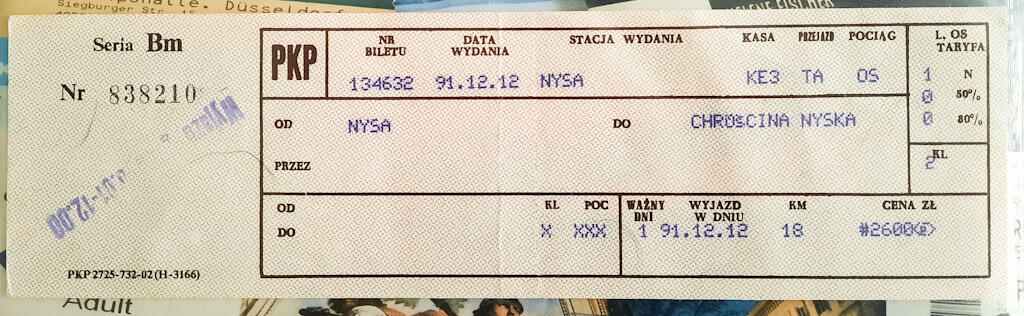 Siegburger Str. 15
Seria Bm
Nr 838210
PKP 2725-732-02 (H-3166)
PKP
NR BILETU
134632
DATA WYDANIA
91.12.12
STACJA WYDANIA
NYSA
KASA
KE3
PRZEJAZD
TA
POCIĄG
OS
L. OS TARYFA
1 N
0 50%
0 80%
KL
2
OD NYSA DO CHROŚCINA NYSKA
PRZEZ
OD
DO
KL
X
POC
XXX
WAŻNY DNI
1
WYJAZD W DNIU
91.12.12
KM
18
CENA ZŁ
#2600
Adult